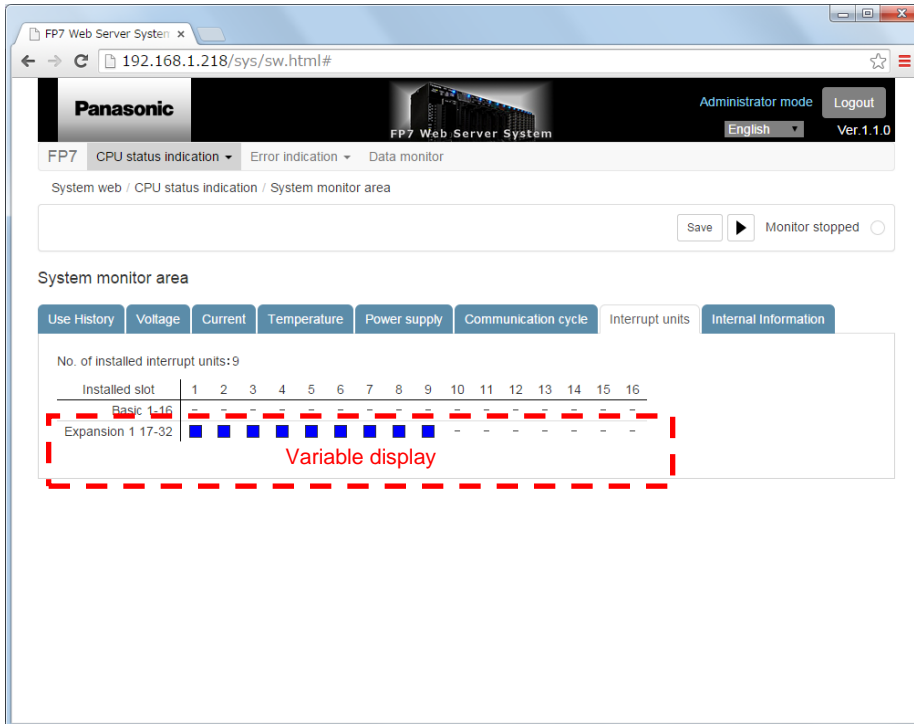 FP7 Web Server System ×
192.168.1.218/sys/sw.html#
Panasonic
FP7 Web Server System
Administrator mode
Logout
English
Ver.1.1.0
FP7 CPU status indication Error indication Data monitor
System web / CPU status indication / System monitor area
Save Monitor stopped
System monitor area
Use History Voltage Current Temperature Power supply Communication cycle Interrupt units Internal Information
No. of installed interrupt units:9
Installed slot 1 2 3 4 5 6 7 8 9 10 11 12 13 14 15 16
Basic 1-16 - - - - - - - - - - - - - - - -
Expansion 1 17-32 ■ ■ ■ ■ ■ ■ ■ ■ ■ - - - - - - -
Variable display